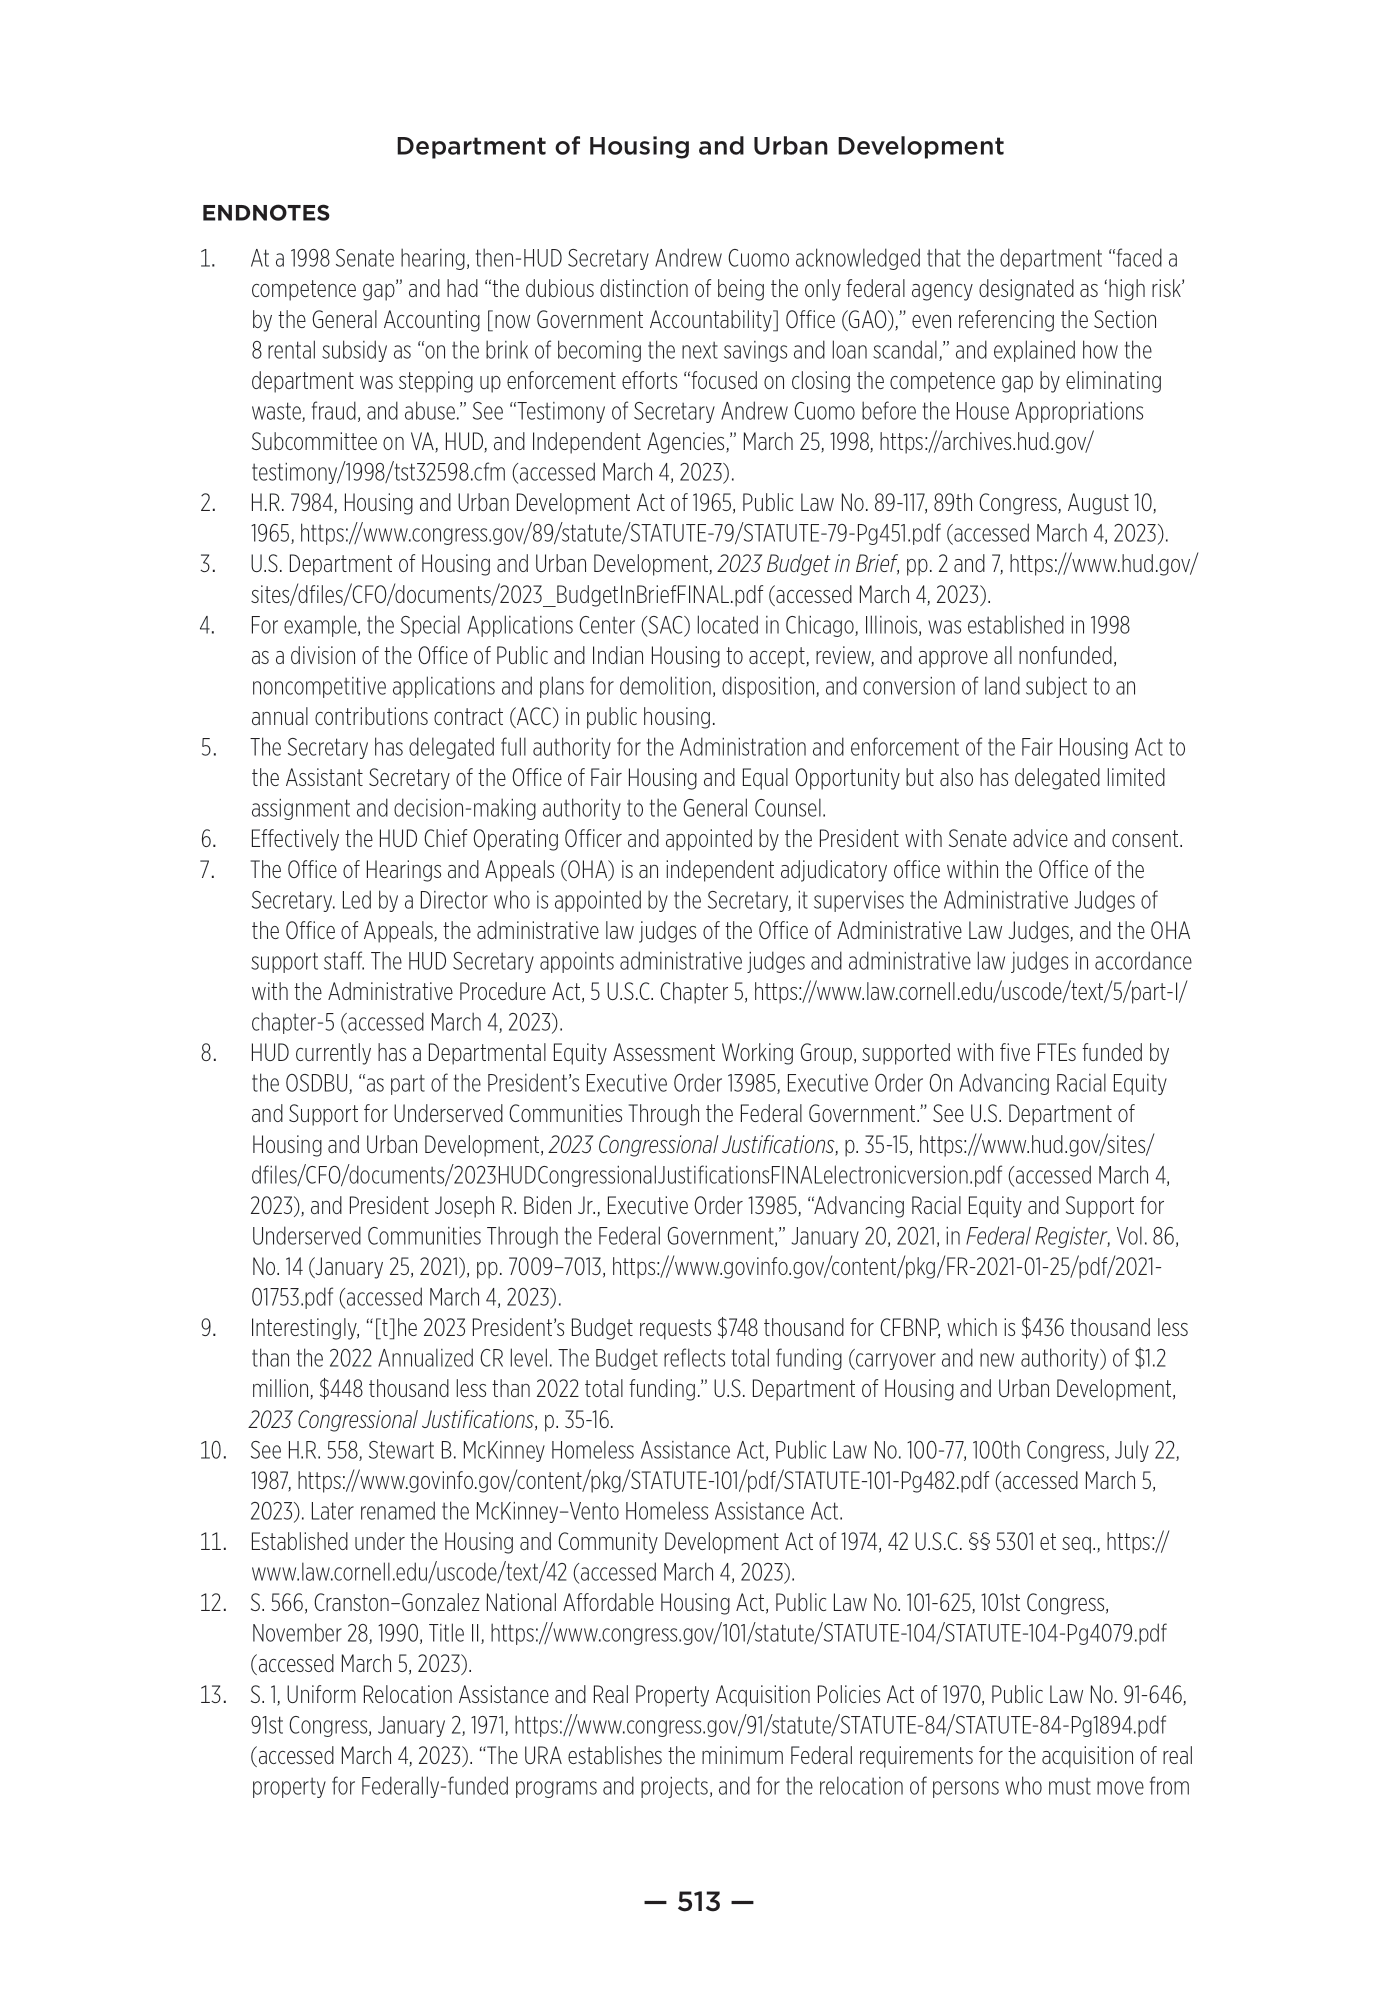 Department of Housing and Urban Development
ENDNOTES
1. At a 1998 Senate hearing, then-HUD Secretary Andrew Cuomo acknowledged that the department “faced a
competence gap” and had “the dubious distinction of being the only federal agency designated as ‘high risk’
by the General Accounting [now Government Accountability] Office (GAO),” even referencing the Section
8 rental subsidy as “on the brink of becoming the next savings and loan scandal,” and explained how the
department was stepping up enforcement efforts “focused on closing the competence gap by eliminating
waste, fraud, and abuse.” See “Testimony of Secretary Andrew Cuomo before the House Appropriations
Subcommittee on VA, HUD, and Independent Agencies,” March 25, 1998, https://archives.hud.gov/
testimony/1998/tst32598.cfm (accessed March 4, 2023).
2. H.R. 7984, Housing and Urban Development Act of 1965, Public Law No. 89-117, 89th Congress, August 10,
1965, https://www.congress.gov/89/statute/STATUTE-79/STATUTE-79-Pg451.pdf (accessed March 4, 2023).
3. U.S. Department of Housing and Urban Development, 2023 Budget in Brief, pp. 2 and 7, https://www.hud.gov/
sites/dfiles/CFO/documents/2023_BudgetInBriefFINAL.pdf (accessed March 4, 2023).
4. For example, the Special Applications Center (SAC) located in Chicago, Illinois, was established in 1998
as a division of the Office of Public and Indian Housing to accept, review, and approve all nonfunded,
noncompetitive applications and plans for demolition, disposition, and conversion of land subject to an
annual contributions contract (ACC) in public housing.
5. The Secretary has delegated full authority for the Administration and enforcement of the Fair Housing Act to
the Assistant Secretary of the Office of Fair Housing and Equal Opportunity but also has delegated limited
assignment and decision-making authority to the General Counsel.
6. Effectively the HUD Chief Operating Officer and appointed by the President with Senate advice and consent.
7. The Office of Hearings and Appeals (OHA) is an independent adjudicatory office within the Office of the
Secretary. Led by a Director who is appointed by the Secretary, it supervises the Administrative Judges of
the Office of Appeals, the administrative law judges of the Office of Administrative Law Judges, and the OHA
support staff. The HUD Secretary appoints administrative judges and administrative law judges in accordance
with the Administrative Procedure Act, 5 U.S.C. Chapter 5, https://www.law.cornell.edu/uscode/text/5/part-I/
chapter-5 (accessed March 4, 2023).
8. HUD currently has a Departmental Equity Assessment Working Group, supported with five FTEs funded by
the OSDBU, “as part of the President’s Executive Order 13985, Executive Order On Advancing Racial Equity
and Support for Underserved Communities Through the Federal Government.” See U.S. Department of
Housing and Urban Development, 2023 Congressional Justifications, p. 35-15, https://www.hud.gov/sites/
dfiles/CFO/documents/2023HUDCongressionalJustificationsFINALelectronicversion.pdf (accessed March 4,
2023), and President Joseph R. Biden Jr., Executive Order 13985, “Advancing Racial Equity and Support for
Underserved Communities Through the Federal Government,” January 20, 2021, in Federal Register, Vol. 86,
No. 14 (January 25, 2021), pp. 7009–7013, https://www.govinfo.gov/content/pkg/FR-2021-01-25/pdf/2021-
01753.pdf (accessed March 4, 2023).
9. Interestingly, “[t]he 2023 President’s Budget requests $748 thousand for CFBNP, which is $436 thousand less
than the 2022 Annualized CR level. The Budget reflects total funding (carryover and new authority) of $1.2
million, $448 thousand less than 2022 total funding.” U.S. Department of Housing and Urban Development,
2023 Congressional Justifications, p. 35-16.
10. See H.R. 558, Stewart B. McKinney Homeless Assistance Act, Public Law No. 100-77, 100th Congress, July 22,
1987, https://www.govinfo.gov/content/pkg/STATUTE-101/pdf/STATUTE-101-Pg482.pdf (accessed March 5,
2023). Later renamed the McKinney–Vento Homeless Assistance Act.
11. Established under the Housing and Community Development Act of 1974, 42 U.S.C. §§ 5301 et seq., https://
www.law.cornell.edu/uscode/text/42 (accessed March 4, 2023).
12. S. 566, Cranston–Gonzalez National Affordable Housing Act, Public Law No. 101-625, 101st Congress,
November 28, 1990, Title II, https://www.congress.gov/101/statute/STATUTE-104/STATUTE-104-Pg4079.pdf
(accessed March 5, 2023).
13. S. 1, Uniform Relocation Assistance and Real Property Acquisition Policies Act of 1970, Public Law No. 91-646,
91st Congress, January 2, 1971, https://www.congress.gov/91/statute/STATUTE-84/STATUTE-84-Pg1894.pdf
(accessed March 4, 2023). “The URA establishes the minimum Federal requirements for the acquisition of real
property for Federally-funded programs and projects, and for the relocation of persons who must move from
— 513 —